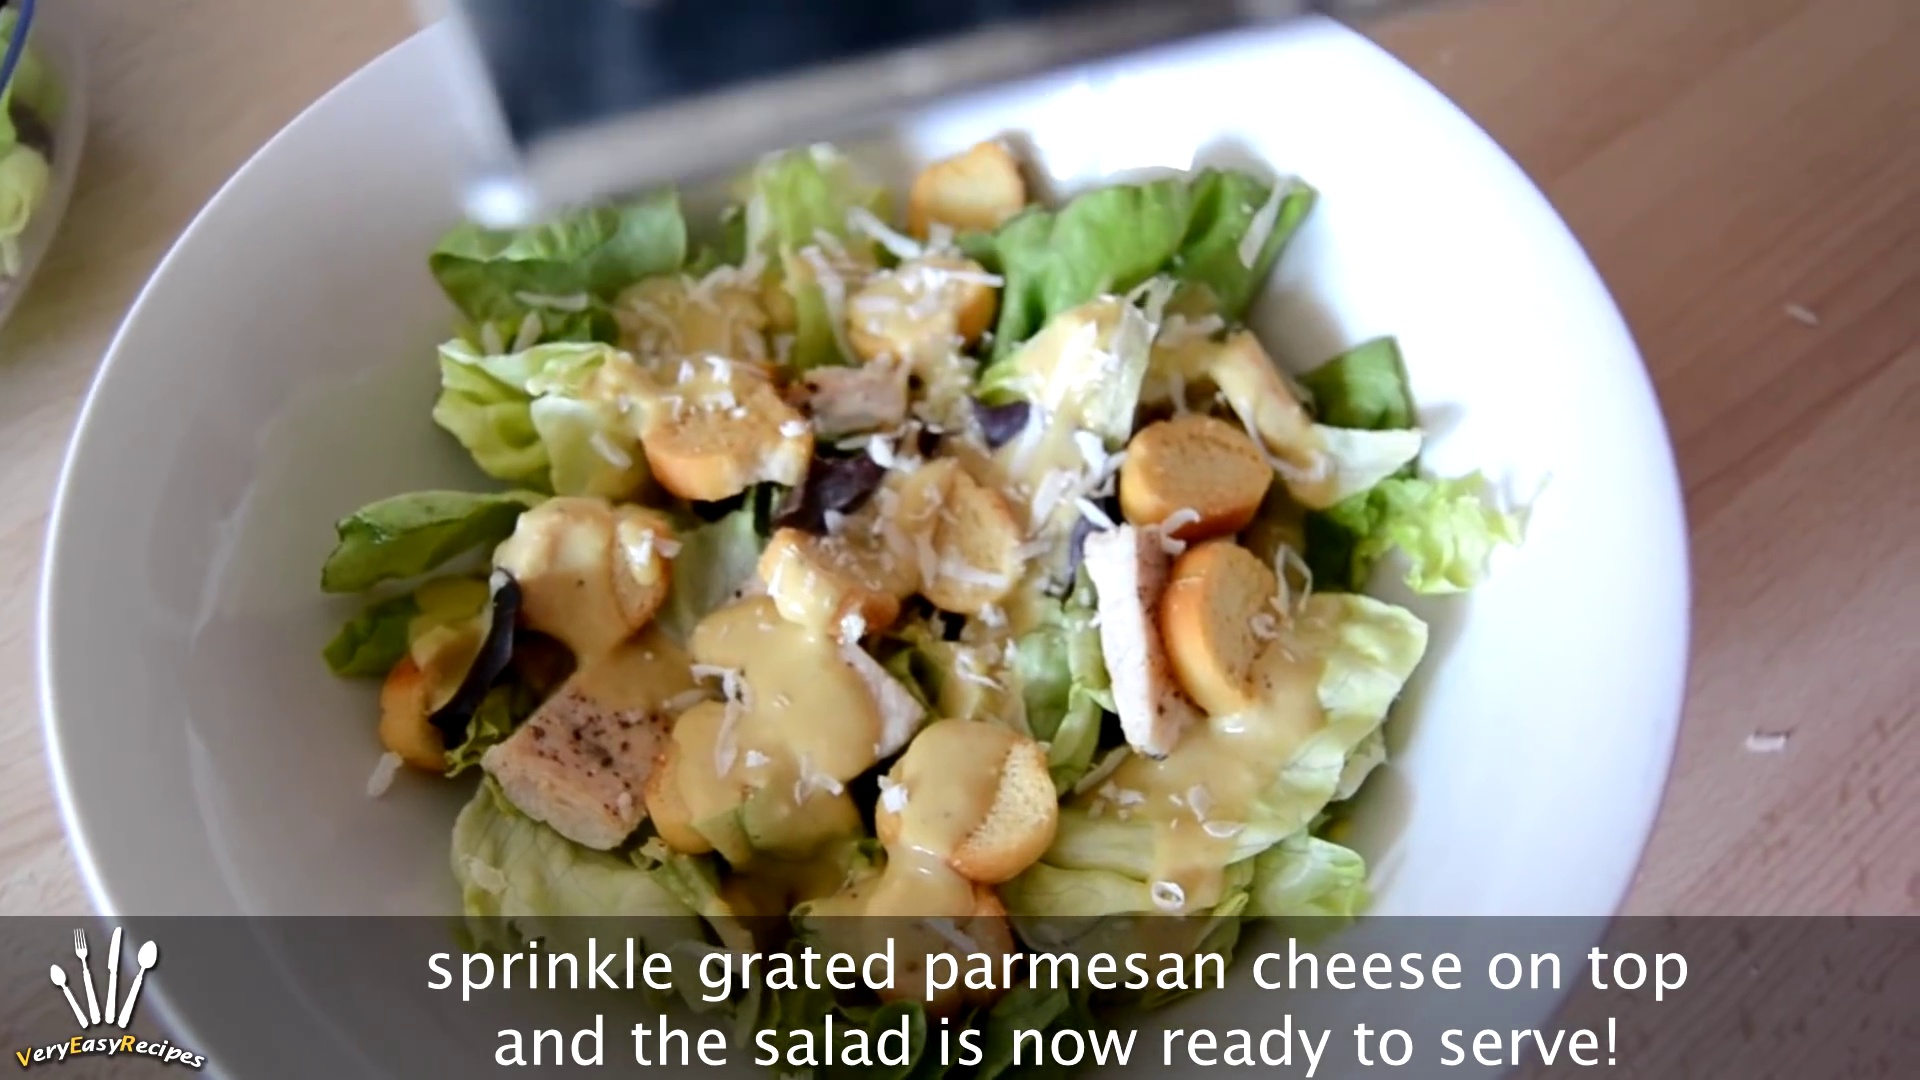 sprinkle grated parmesan cheese on top
and the salad is now ready to serve!
VeryEasyRecipes